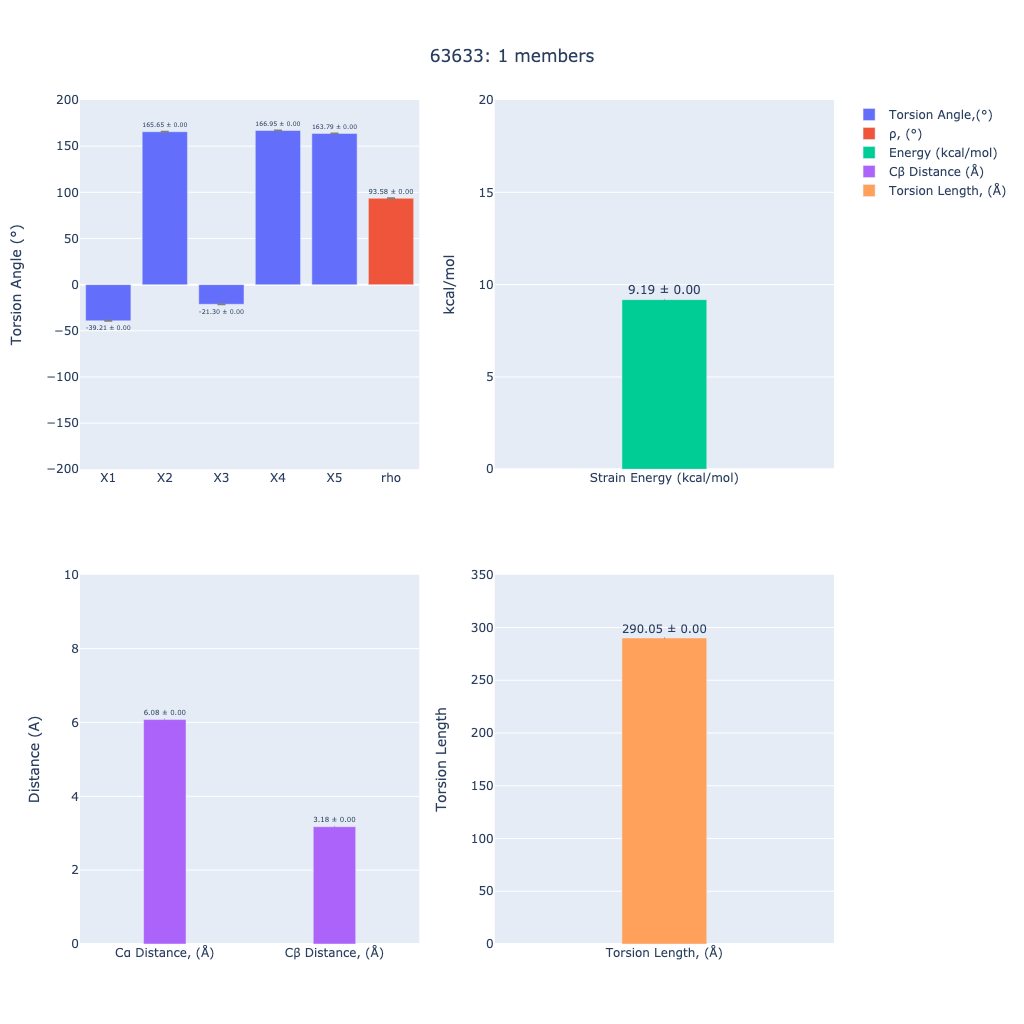 63633: 1 members
Torsion Angle (°)
200
150
100
50
0
−50
−100
−150
−200
165.65 ± 0.00
166.95 ± 0.00
163.79 ± 0.00
93.58 ± 0.00
-39.21 ± 0.00
-21.30 ± 0.00
X1 X2 X3 X4 X5 rho
kcal/mol
20
15
10
5
0
9.19 ± 0.00
Strain Energy (kcal/mol)
Torsion Angle,(°)
ρ, (°)
Energy (kcal/mol)
Cβ Distance (Å)
Torsion Length, (Å)
Distance (A)
10
8
6
4
2
0
6.08 ± 0.00
3.18 ± 0.00
Cα Distance, (Å) Cβ Distance, (Å)
Torsion Length
350
300
250
200
150
100
50
0
290.05 ± 0.00
Torsion Length, (Å)